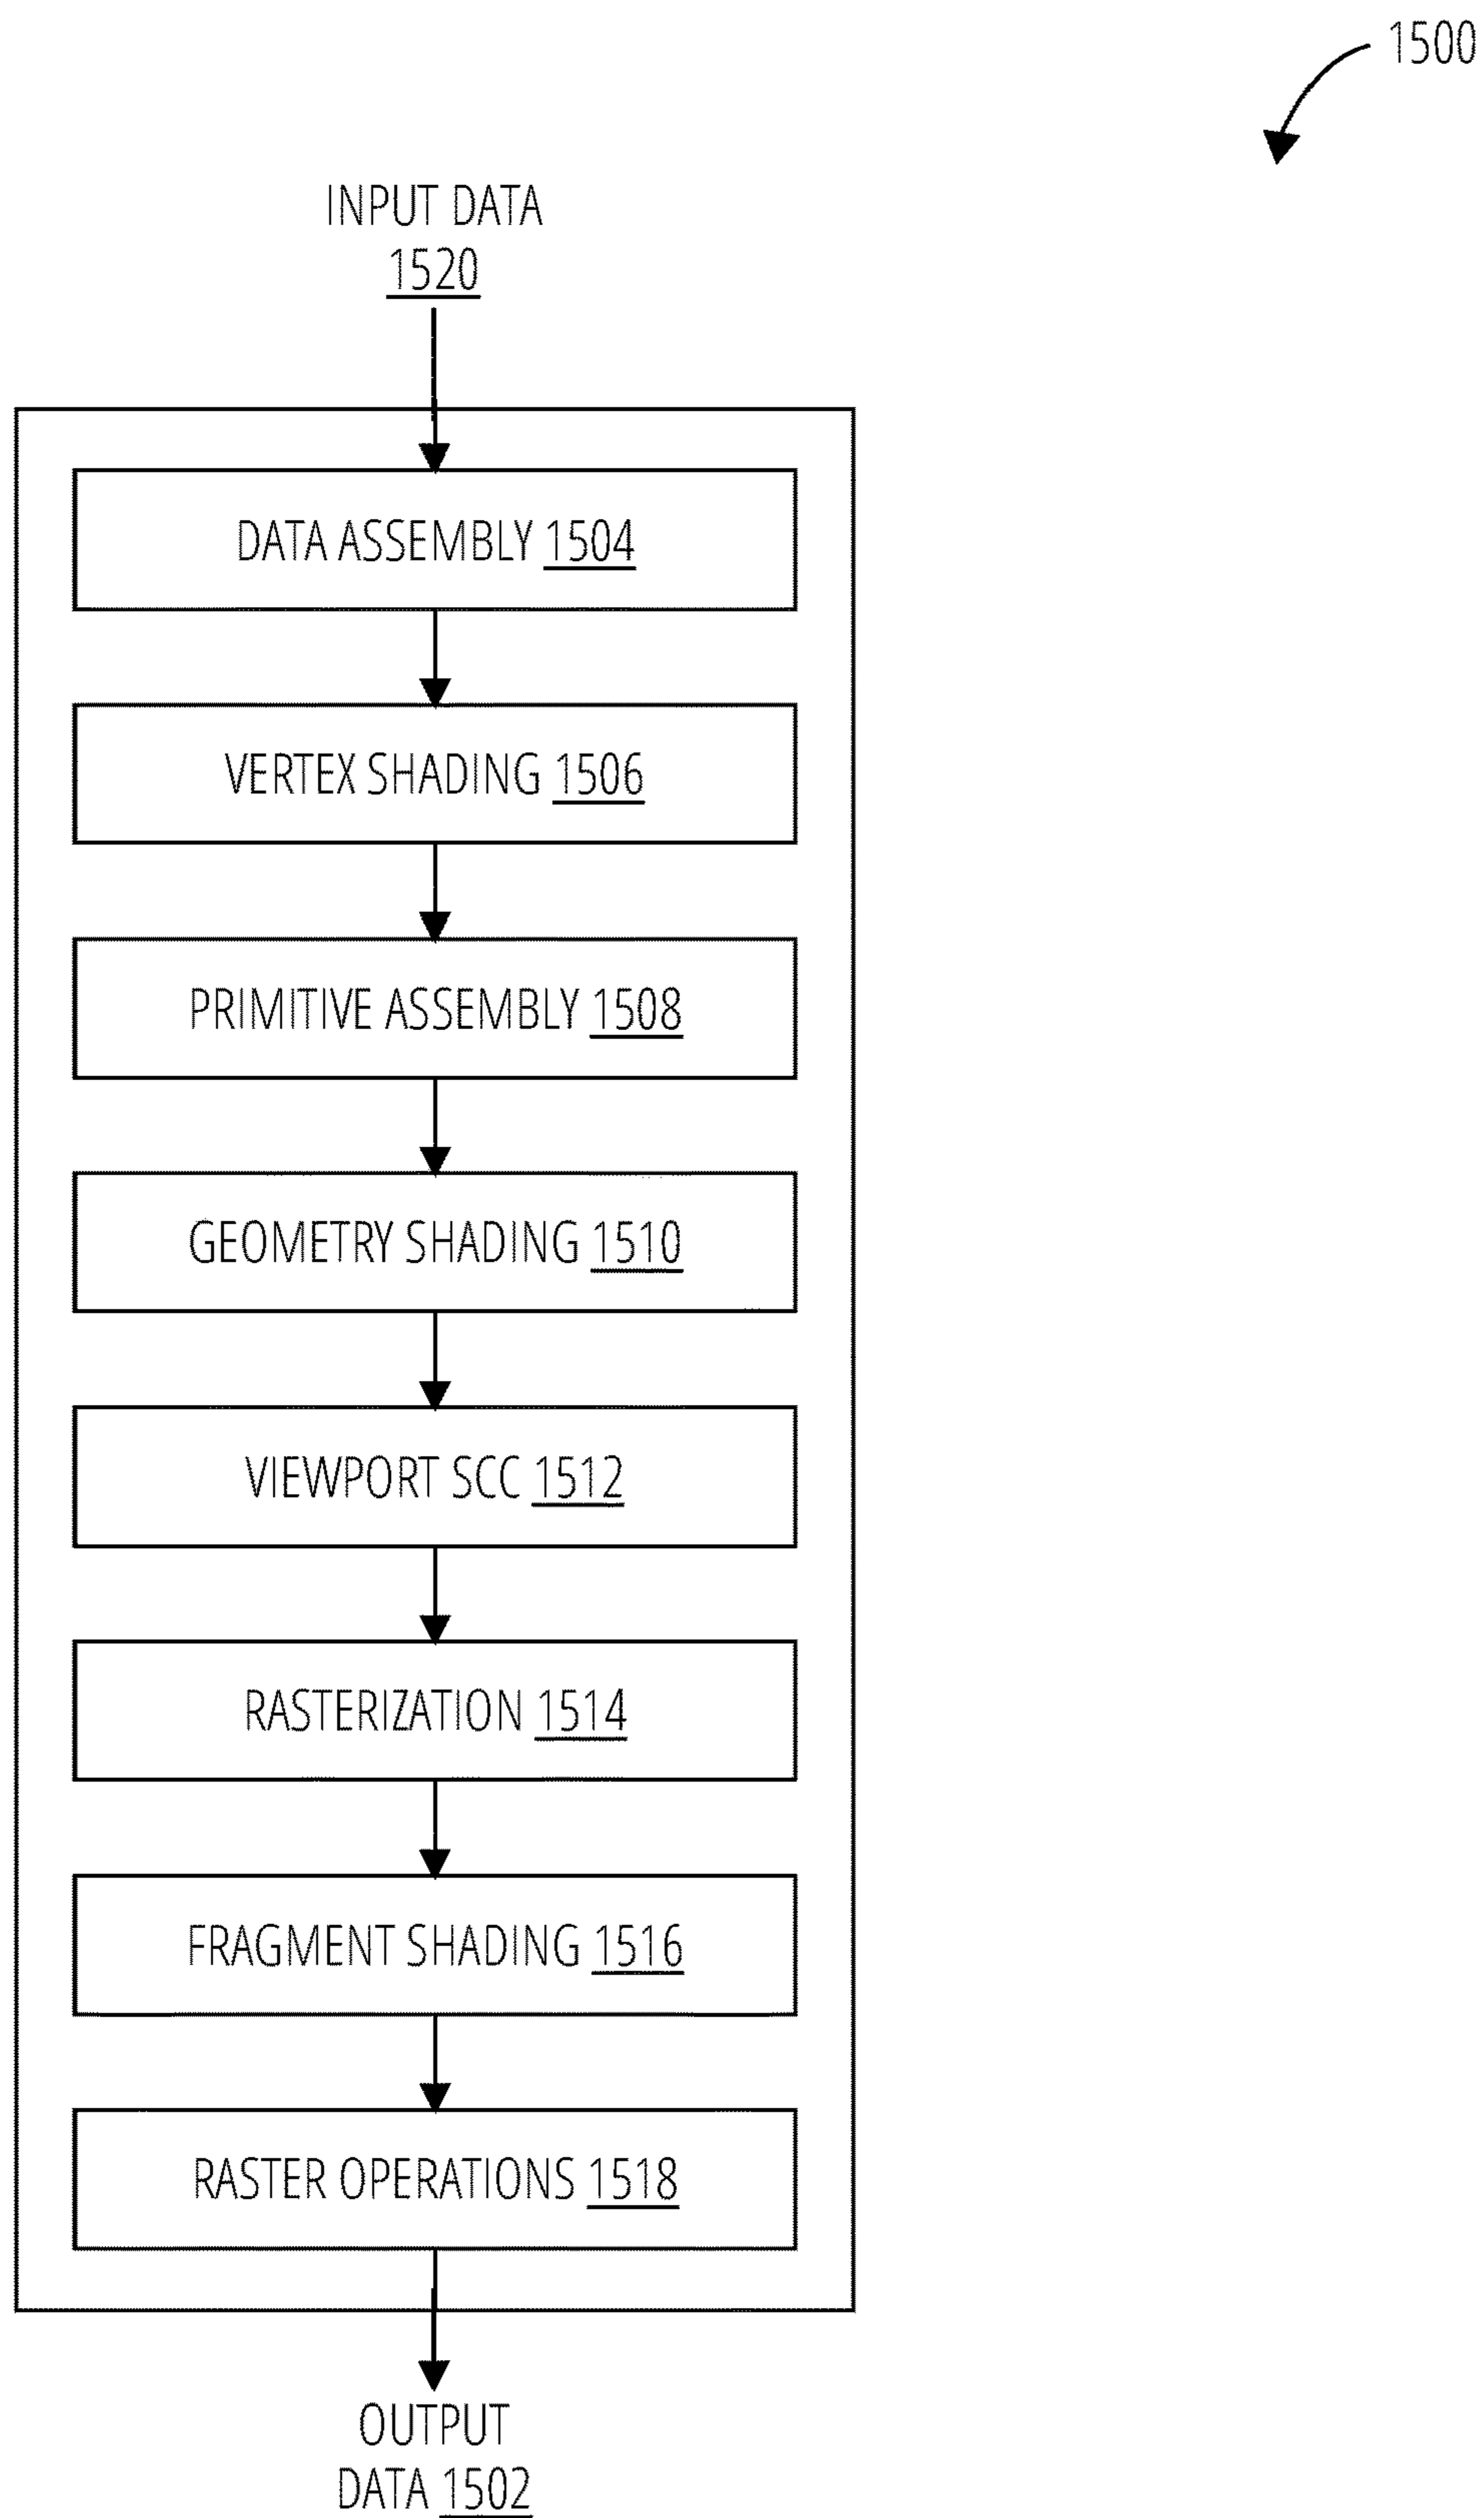 1500
INPUT DATA
1520
DATA ASSEMBLY 1504
VERTEX SHADING 1506
PRIMITIVE ASSEMBLY 1508
GEOMETRY SHADING 1510
VIEWPORT SCC 1512
RASTERIZATION 1514
FRAGMENT SHADING 1516
RASTER OPERATIONS 1518
OUTPUT
DATA 1502